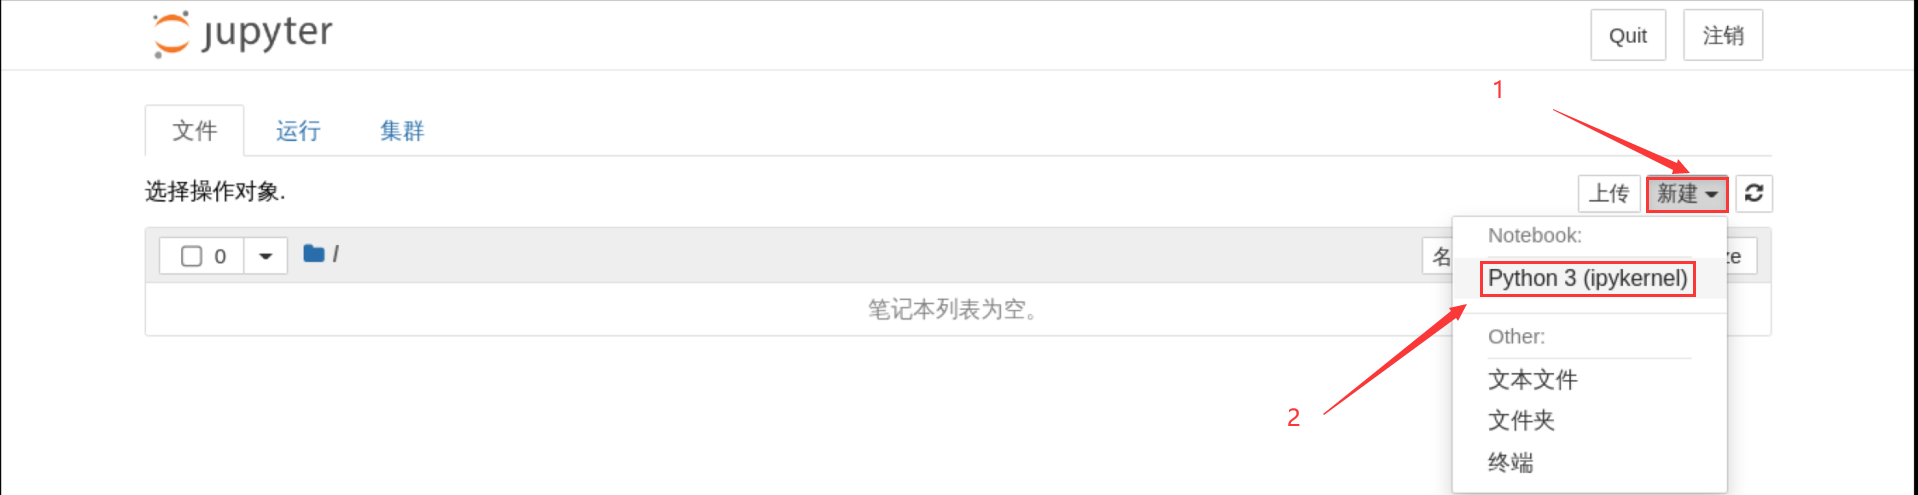 jupyter
Quit 注销
1
文件 运行 集群
选择操作对象.
上传 新建
Notebook:
0 /
名
Python 3 (ipykernel)
笔记本列表为空。
Other:
文本文件
2
文件夹
终端